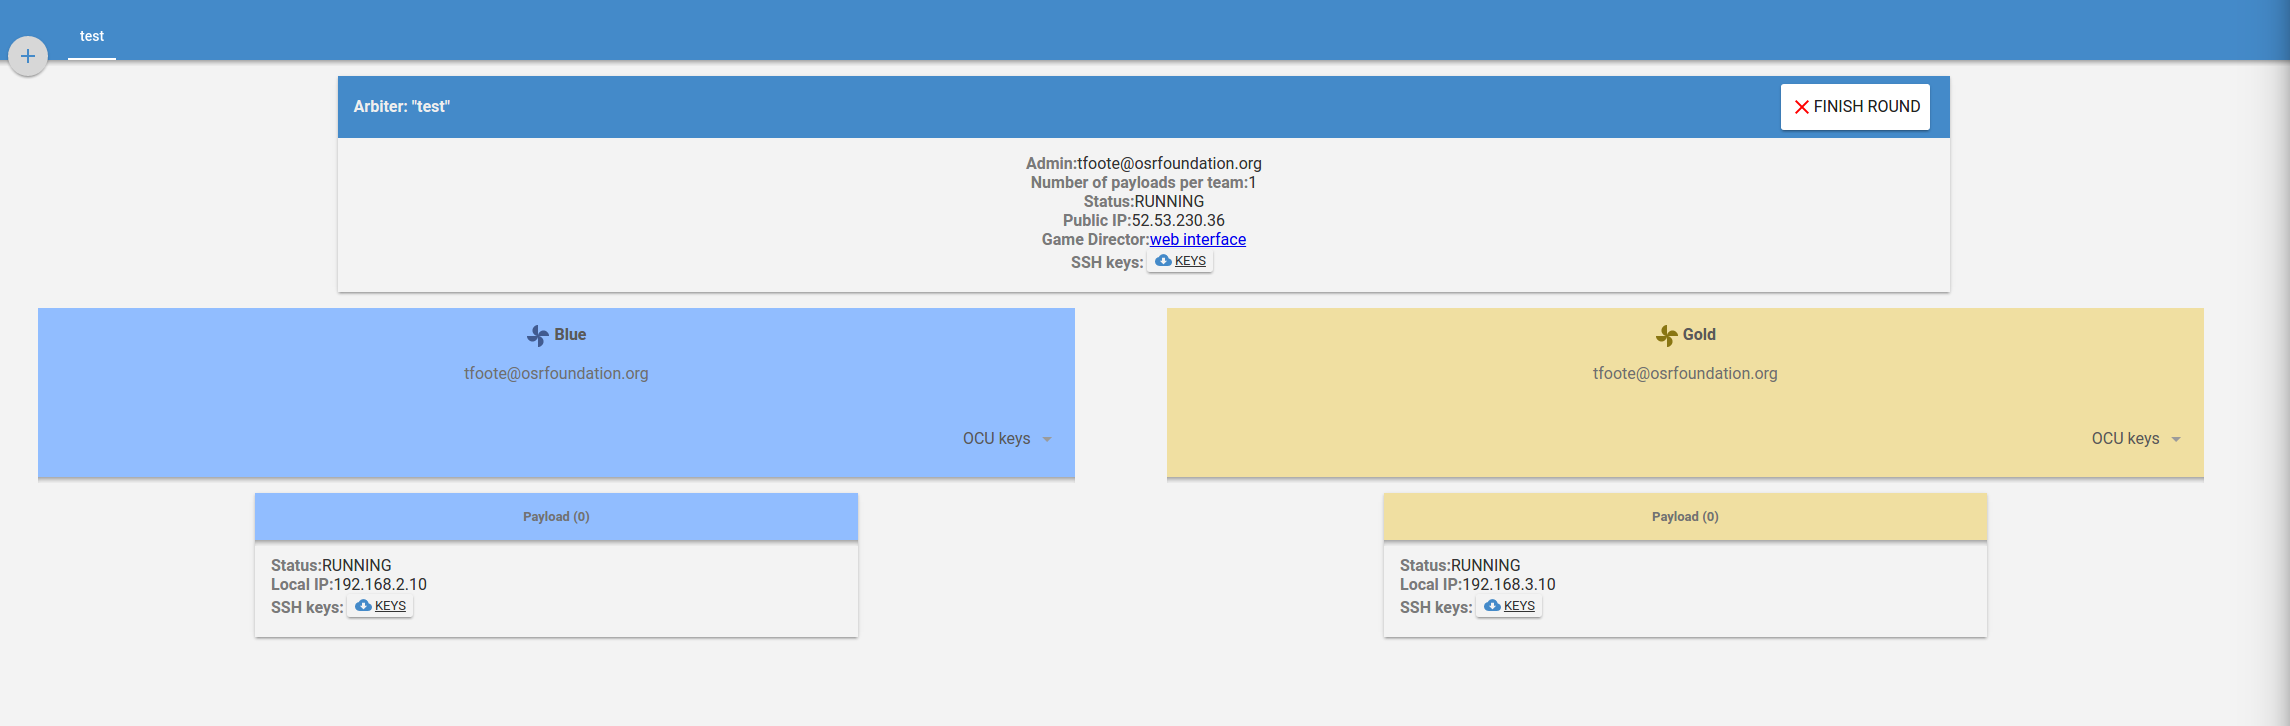 test
Arbiter: "test"
FINISH ROUND
Admin:tfoote@osrfoundation.org
Number of payloads per team:1
Status:RUNNING
Public IP:52.53.230.36
Game Director:web interface
SSH keys: KEYS
Blue
tfoote@osrfoundation.org
OCU keys
Payload (0)
Status:RUNNING
Local IP:192.168.2.10
SSH keys: KEYS
Gold
tfoote@osrfoundation.org
OCU keys
Payload (0)
Status:RUNNING
Local IP:192.168.3.10
SSH keys: KEYS